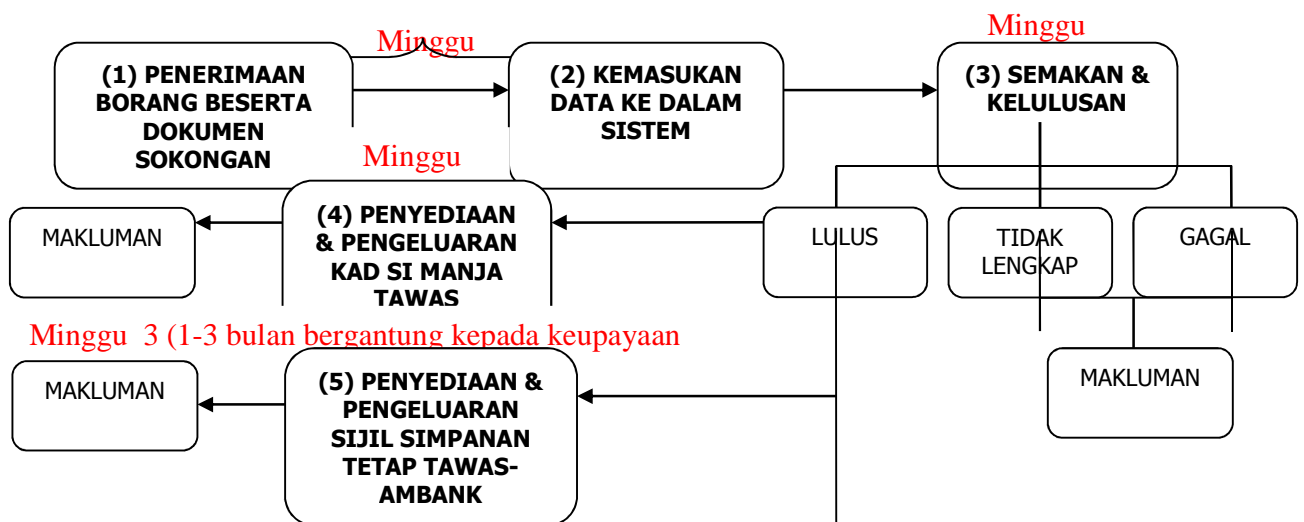 Minggu
Minggu
(1) PENERIMAAN
BORANG BESERTA
DOKUMEN
SOKONGAN
(2) KEMASUKAN
DATA KE DALAM
SISTEM
(3) SEMAKAN &
KELULUSAN
Minggu
MAKLUMAN
(4) PENYEDIAAN
& PENGELUARAN
KAD SI MANJA
TAWAS
LULUS
TIDAK
LENGKAP
GAGAL
Minggu 3 (1-3 bulan bergantung kepada keupayaan
MAKLUMAN
(5) PENYEDIAAN &
PENGELUARAN
SIJIL SIMPANAN
TETAP TAWAS-
AMBANK
MAKLUMAN